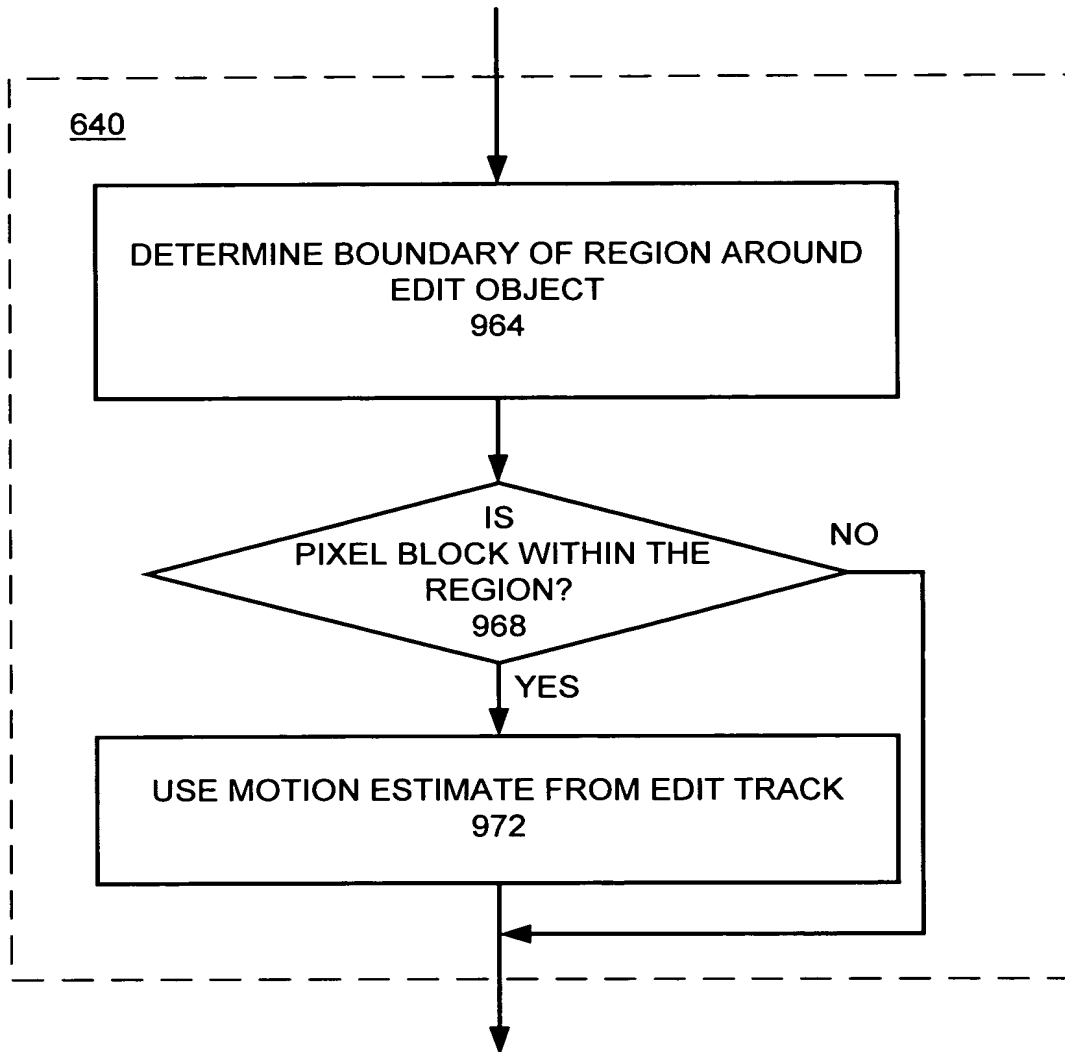 640
DETERMINE BOUNDARY OF REGION AROUND
EDIT OBJECT
964
IS
PIXEL BLOCK WITHIN THE
REGION?
968
NO
YES
USE MOTION ESTIMATE FROM EDIT TRACK
972